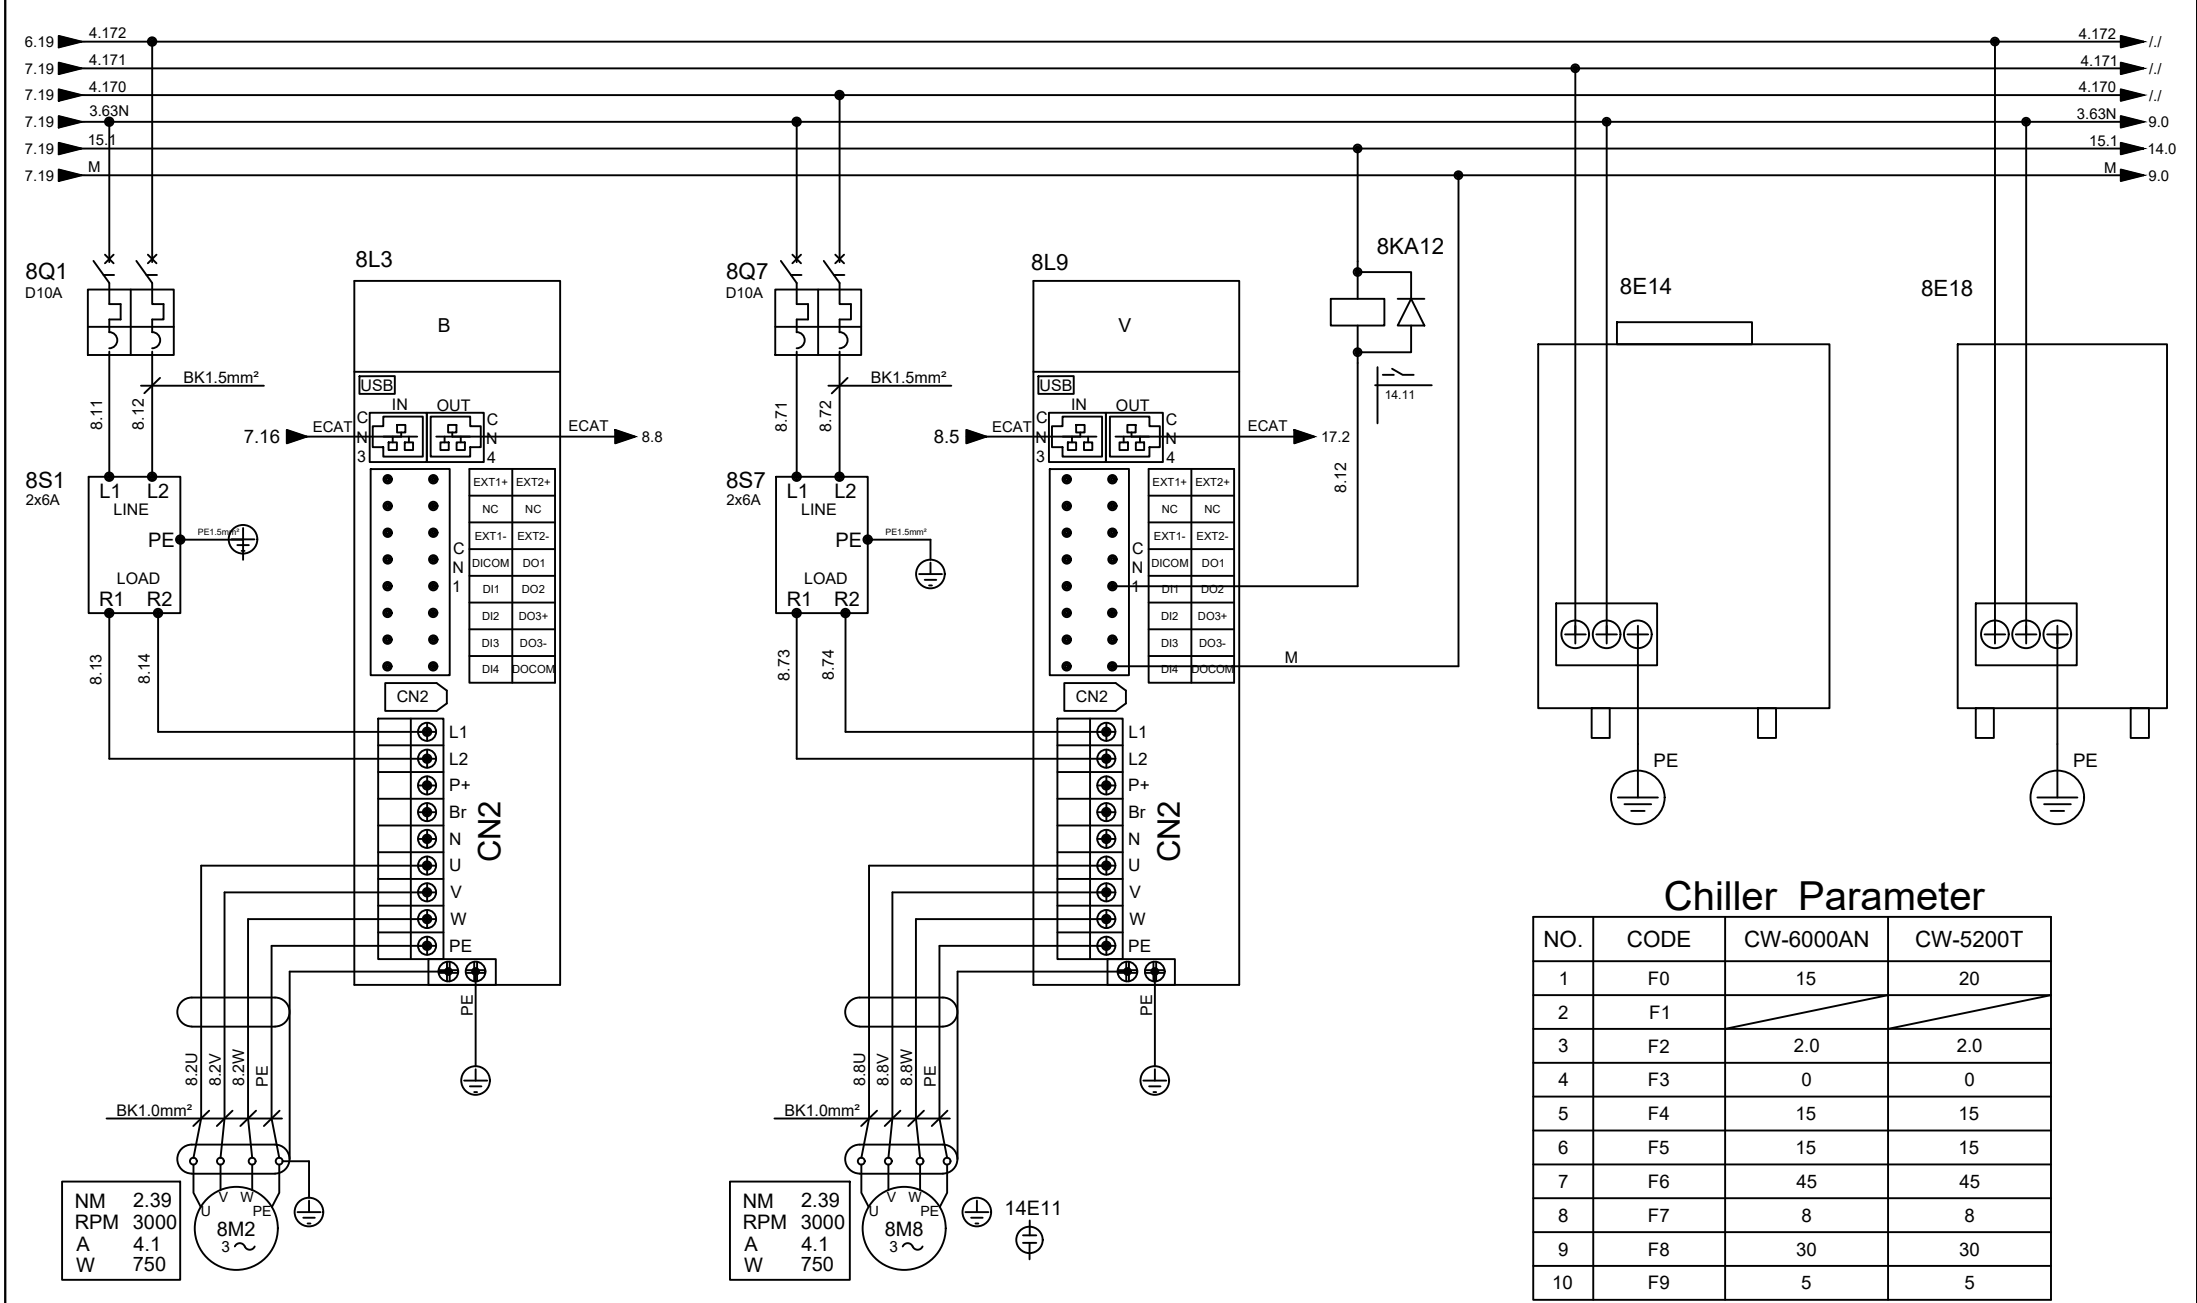 6.19 4.172 4.172 /./
7.19 4.171 4.171 /./
7.19 4.170 4.170 /./
7.19 3.63N 3.63N 9.0
7.19 15.1 15.1 14.0
7.19 M M 9.0
8Q1
D10A
8L3
B
8Q7
D10A
8L9
V
8KA12
14.11
8E14
8E18
BK1.5mm²
8.11
8.12
USB
IN OUT
CN3
CN4
7.16 ECAT
ECAT 8.8
BK1.5mm²
8.71
8.72
USB
IN OUT
CN3
CN4
8.5 ECAT
ECAT 17.2
8.12
8S1
2x6A
L1 L2
LINE
PE
PE1.5mm²
LOAD
R1 R2
8.13
8.14
CN1
EXT1+ EXT2+
NC NC
EXT1- EXT2-
DICOM DO1
DI1 DO2
DI2 DO3+
DI3 DO3-
DI4 DOCOM
CN2
8S7
2x6A
L1 L2
LINE
PE
PE1.5mm²
LOAD
R1 R2
8.73
8.74
CN1
EXT1+ EXT2+
NC NC
EXT1- EXT2-
DICOM DO1
DI1 DO2
DI2 DO3+
DI3 DO3-
DI4 DOCOM
M
CN2
L1
L2
P+
Br
N
U
V
W
PE
CN2
PE
L1
L2
P+
Br
N
U
V
W
PE
CN2
PE
PE
PE
8.2U
8.2V
8.2W
PE
BK1.0mm²
U
V
W
PE
8M2
3
NM 2.39
RPM 3000
A 4.1
W 750
8.8U
8.8V
8.8W
PE
BK1.0mm²
U
V
W
PE
8M8
3
NM 2.39
RPM 3000
A 4.1
W 750
14E11
Chiller Parameter
NO. CODE CW-6000AN CW-5200T
1 F0 15 20
2 F1
3 F2 2.0 2.0
4 F3 0 0
5 F4 15 15
6 F5 15 15
7 F6 45 45
8 F7 8 8
9 F8 30 30
10 F9 5 5